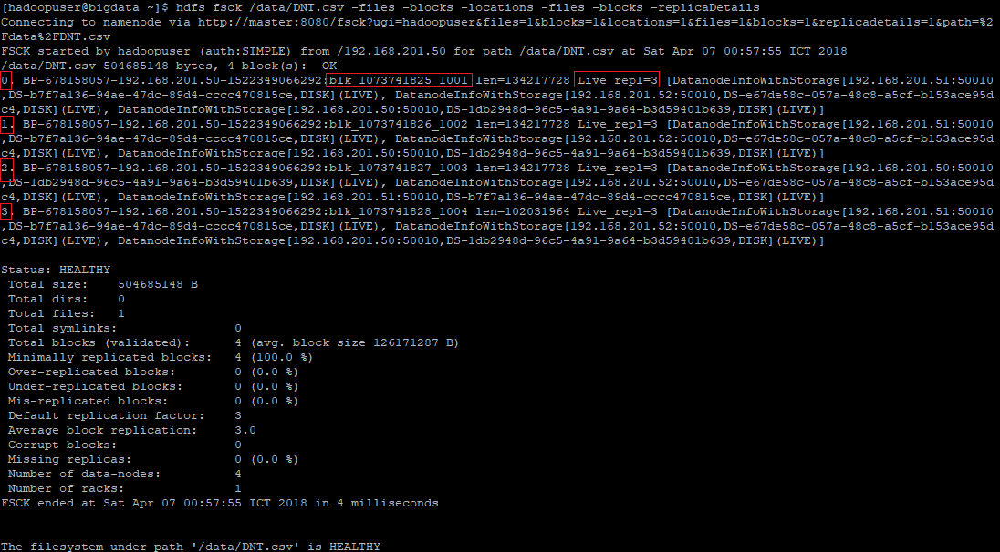 [hadoopuser@bigdata ~]$ hdfs fsck /data/DNT.csv -files -blocks -locations -files -blocks -replicaDetails
Connecting to namenode via http://master:8080/fsck?ugi=hadoopuser&files=1&blocks=1&locations=1&files=1&blocks=1&replicadetails=1&path=%2
Fdata%2FDNT.csv
FSCK started by hadoopuser (auth:SIMPLE) from /192.168.201.50 for path /data/DNT.csv at Sat Apr 07 00:57:55 ICT 2018
/data/DNT.csv 504685148 bytes, 4 block(s):  OK
0. BP-678158057-192.168.201.50-1522349066292:blk_1073741825_1001 len=134217728 Live_repl=3 [DatanodeInfoWithStorage[192.168.201.51:50010
,DS-b7f7a136-94ae-47dc-89d4-cccc470815ce,DISK](LIVE), DatanodeInfoWithStorage[192.168.201.52:50010,DS-e67de58c-057a-48c8-a5cf-b153ace95d
c4,DISK](LIVE), DatanodeInfoWithStorage[192.168.201.50:50010,DS-1db2948d-96c5-4a91-9a64-b3d59401b639,DISK](LIVE)]
1. BP-678158057-192.168.201.50-1522349066292:blk_1073741826_1002 len=134217728 Live_repl=3 [DatanodeInfoWithStorage[192.168.201.51:50010
,DS-b7f7a136-94ae-47dc-89d4-cccc470815ce,DISK](LIVE), DatanodeInfoWithStorage[192.168.201.52:50010,DS-e67de58c-057a-48c8-a5cf-b153ace95d
c4,DISK](LIVE), DatanodeInfoWithStorage[192.168.201.50:50010,DS-1db2948d-96c5-4a91-9a64-b3d59401b639,DISK](LIVE)]
2. BP-678158057-192.168.201.50-1522349066292:blk_1073741827_1003 len=134217728 Live_repl=3 [DatanodeInfoWithStorage[192.168.201.50:50010
,DS-1db2948d-96c5-4a91-9a64-b3d59401b639,DISK](LIVE), DatanodeInfoWithStorage[192.168.201.52:50010,DS-e67de58c-057a-48c8-a5cf-b153ace95d
c4,DISK](LIVE), DatanodeInfoWithStorage[192.168.201.51:50010,DS-b7f7a136-94ae-47dc-89d4-cccc470815ce,DISK](LIVE)]
3. BP-678158057-192.168.201.50-1522349066292:blk_1073741828_1004 len=102031964 Live_repl=3 [DatanodeInfoWithStorage[192.168.201.51:50010
,DS-b7f7a136-94ae-47dc-89d4-cccc470815ce,DISK](LIVE), DatanodeInfoWithStorage[192.168.201.52:50010,DS-e67de58c-057a-48c8-a5cf-b153ace95d
c4,DISK](LIVE), DatanodeInfoWithStorage[192.168.201.50:50010,DS-1db2948d-96c5-4a91-9a64-b3d59401b639,DISK](LIVE)]
Status: HEALTHY
Total size:    504685148 B
Total dirs:    0
Total files:   1
Total symlinks:                0
Total blocks (validated):      4 (avg. block size 126171287 B)
Minimally replicated blocks:   4 (100.0 %)
Over-replicated blocks:        0 (0.0 %)
Under-replicated blocks:       0 (0.0 %)
Mis-replicated blocks:         0 (0.0 %)
Default replication factor:    3
Average block replication:     3.0
Corrupt blocks:                0
Missing replicas:              0 (0.0 %)
Number of data-nodes:          4
Number of racks:               1
FSCK ended at Sat Apr 07 00:57:55 ICT 2018 in 4 milliseconds
The filesystem under path '/data/DNT.csv' is HEALTHY